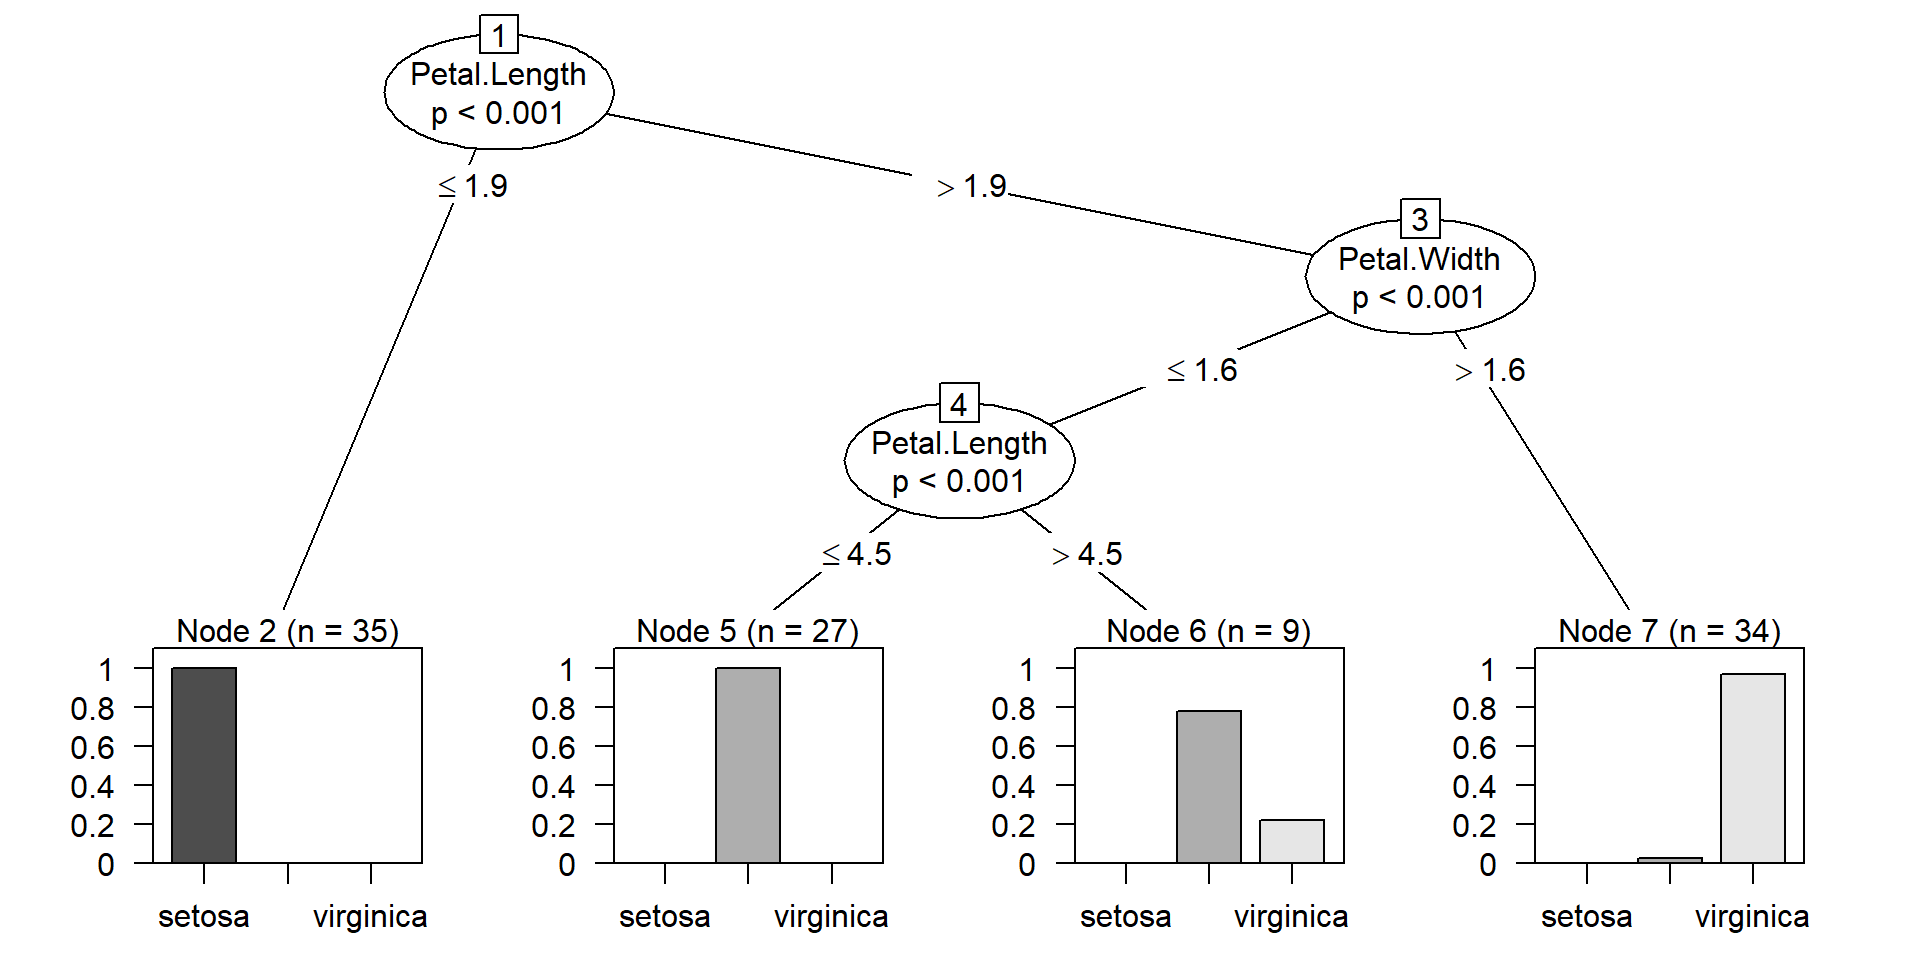 1
Petal.Length
p < 0.001
≤ 1.9
> 1.9
3
Petal.Width
p < 0.001
≤ 1.6
> 1.6
4
Petal.Length
p < 0.001
≤ 4.5
> 4.5
Node 2 (n = 35)
1
0.8
0.6
0.4
0.2
0
setosa
virginica
Node 5 (n = 27)
1
0.8
0.6
0.4
0.2
0
setosa
virginica
Node 6 (n = 9)
1
0.8
0.6
0.4
0.2
0
setosa
virginica
Node 7 (n = 34)
1
0.8
0.6
0.4
0.2
0
setosa
virginica